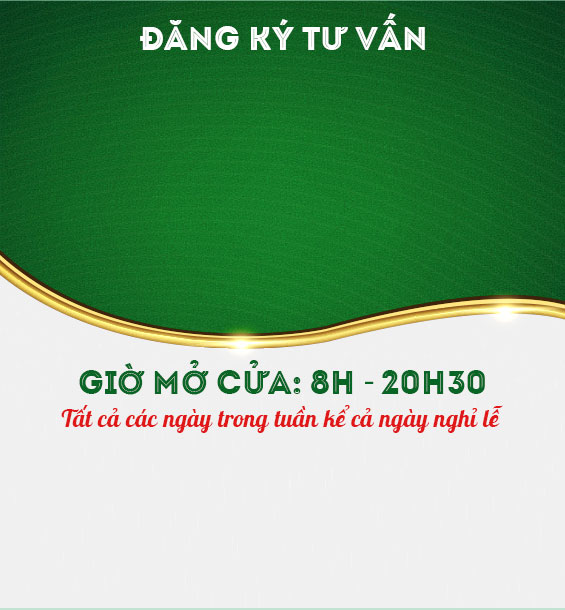 ĐĂNG KÝ TƯ VẤN
GIỜ MỞ CỬA: 8H - 20H30
Tất cả các ngày trong tuần kể cả ngày nghỉ lễ